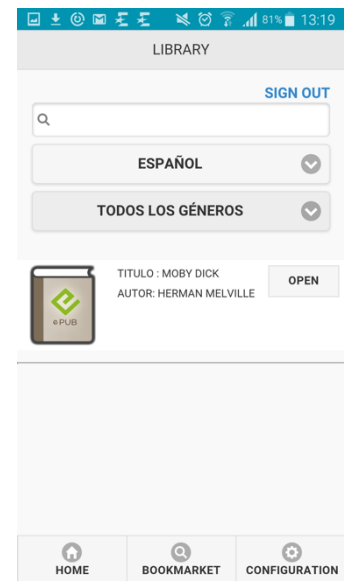 81% 13:19
LIBRARY
SIGN OUT
ESPAÑOL
TODOS LOS GÉNEROS
TITULO : MOBY DICK
AUTOR: HERMAN MELVILLE
OPEN
ePUB
HOME
BOOKMARKET
CONFIGURATION